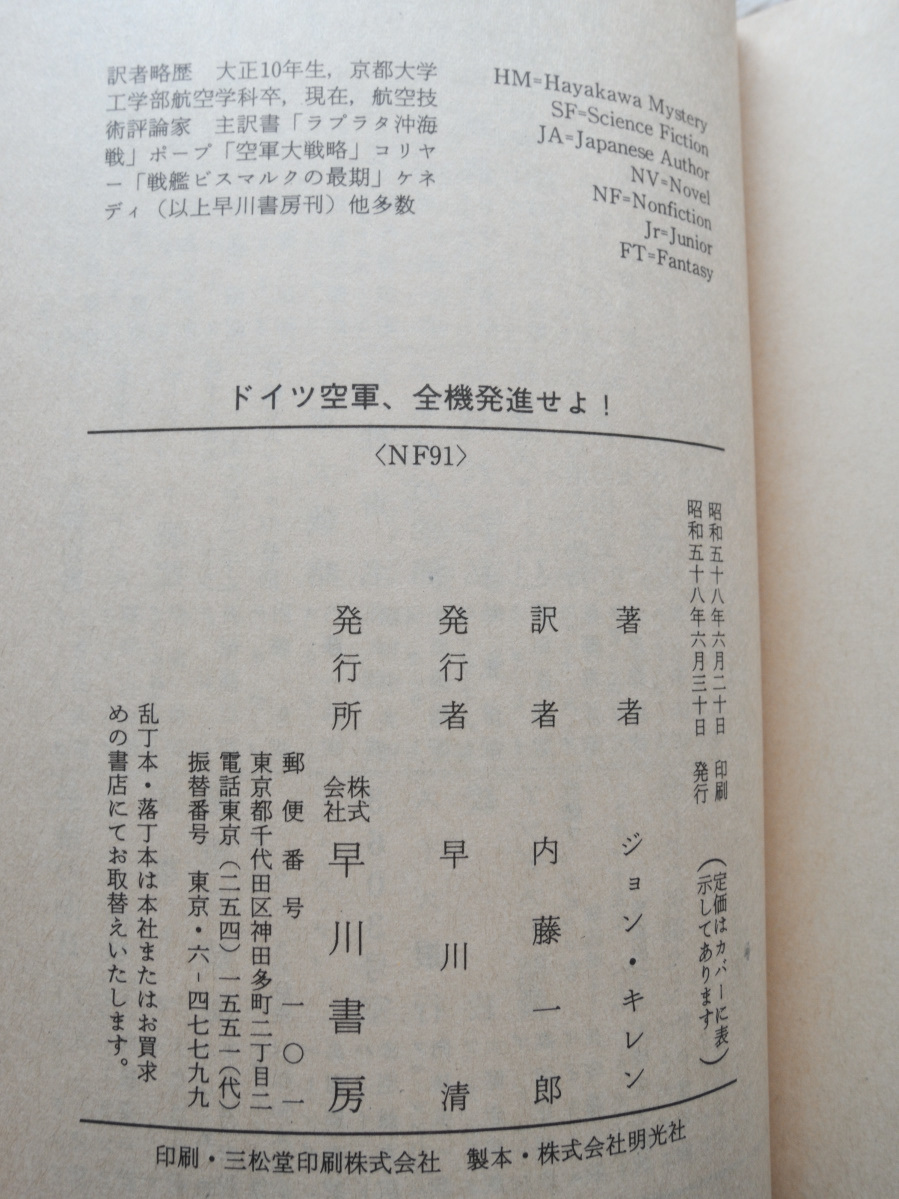 訳者略歴　大正10年生，京都大学
工学部航空学科卒，現在，航空技
術評論家　主訳書「ラプラタ沖海
戦」ポープ「空軍大戦略」コリヤ
ー「戦艦ビスマルクの最期」ケネ
ディ（以上早川書房刊）他多数
HM=Hayakawa Mystery
SF=Science Fiction
JA=Japanese Author
NV=Novel
NF=Nonfiction
Jr=Junior
FT=Fantasy
ドイツ空軍、全機発進せよ！
〈NF91〉
昭和五十八年六月二十日　印刷
昭和五十八年六月三十日　発行
（定価はカバーに表
示してあります）
著者　ジョン・キレン
訳者　内藤一郎
発行者　早川清
発行所　株式会社早川書房
郵便番号　一〇一
東京都千代田区神田多町二丁目二
電話東京（二五四）一五五一（代）
振替番号　東京・六-四七七九九
乱丁本・落丁本は本社またはお買求
めの書店にてお取替えいたします。
印刷・三松堂印刷株式会社　製本・株式会社明光社